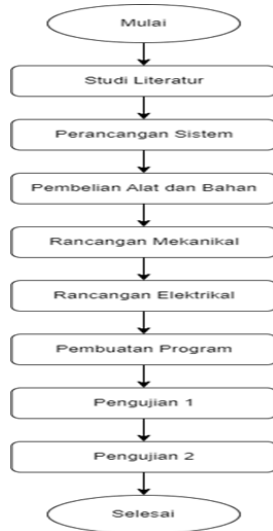 Mulai
Studi Literatur
Perancangan Sistem
Pembelian Alat dan Bahan
Rancangan Mekanikal
Rancangan Elektrikal
Pembuatan Program
Pengujian 1
Pengujian 2
Selesai